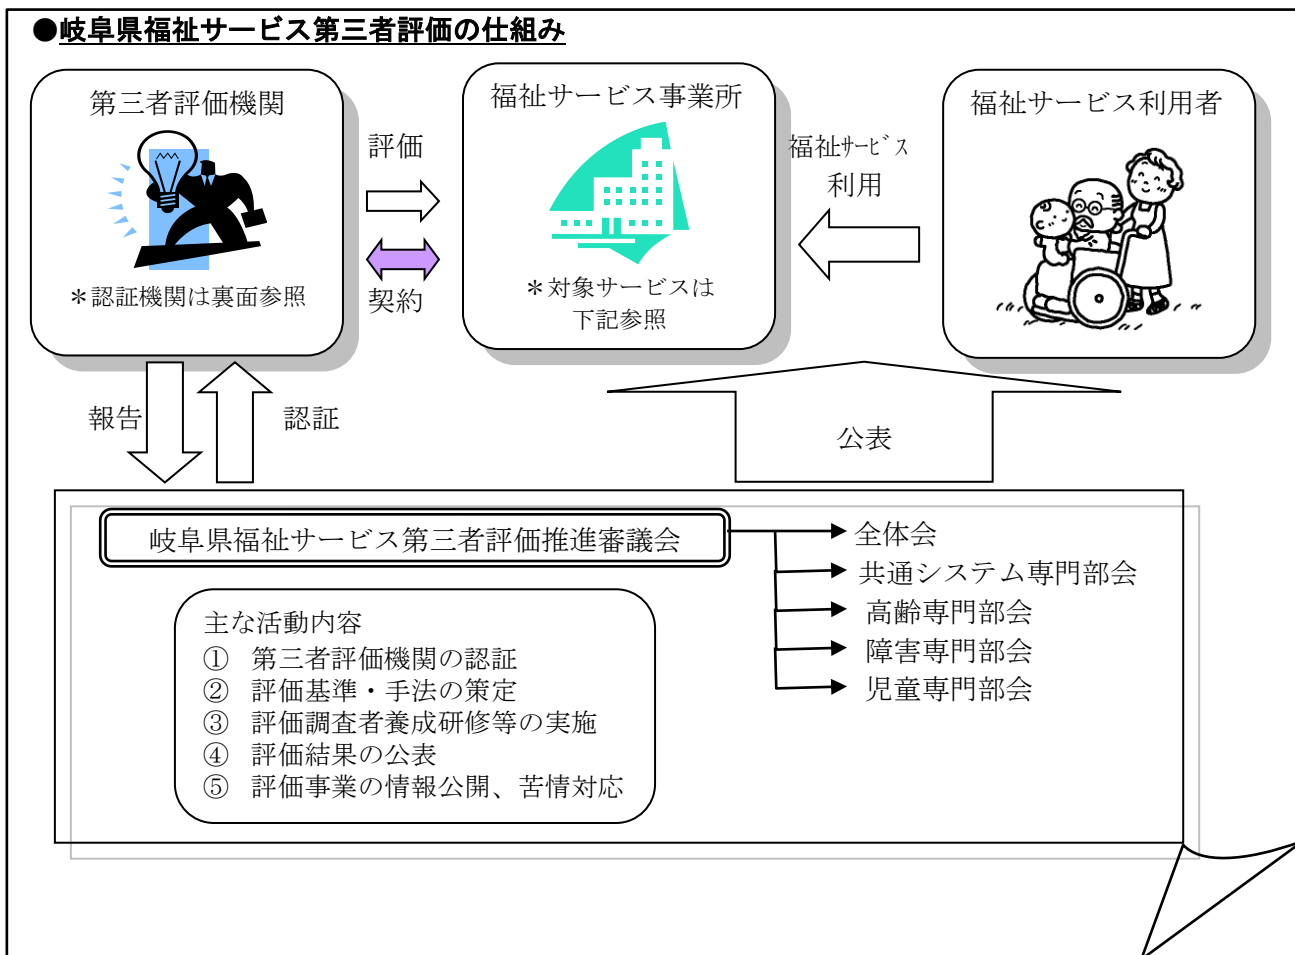 ●岐阜県福祉サービス第三者評価の仕組み
第三者評価機関
＊認証機関は裏面参照
評価
契約
福祉サービス事業所
＊対象サービスは
下記参照
福祉ｻｰﾋﾞｽ
利用
福祉サービス利用者
報告
認証
公表
岐阜県福祉サービス第三者評価推進審議会
全体会
共通システム専門部会
高齢専門部会
障害専門部会
児童専門部会
主な活動内容
① 第三者評価機関の認証
② 評価基準・手法の策定
③ 評価調査者養成研修等の実施
④ 評価結果の公表
⑤ 評価事業の情報公開、苦情対応